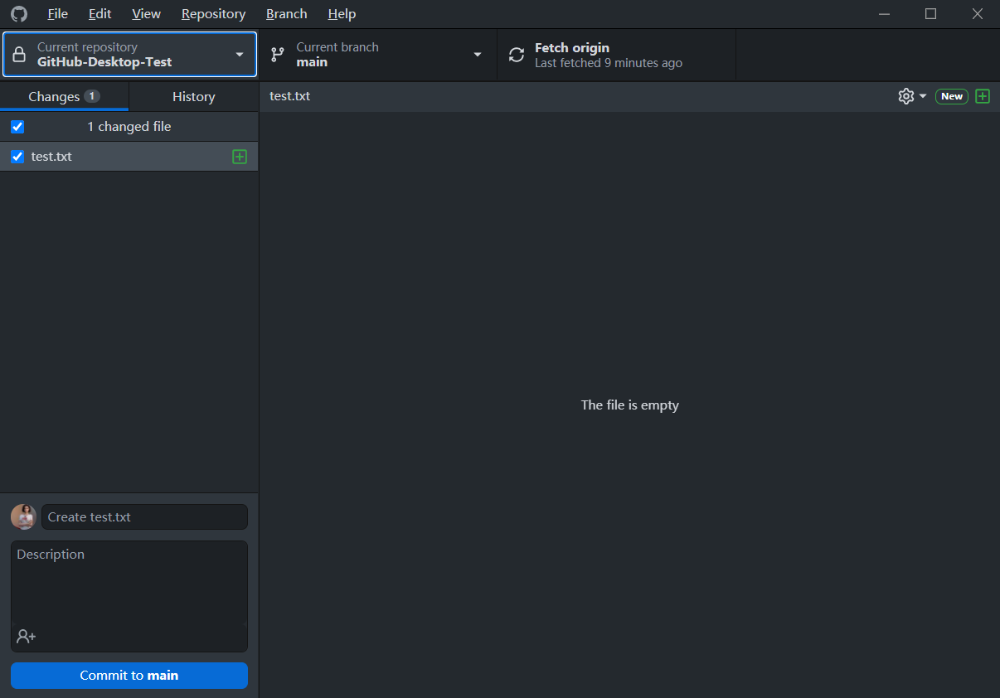 File Edit View Repository Branch Help
Current repository
GitHub-Desktop-Test
Current branch
main
Fetch origin
Last fetched 9 minutes ago
Changes 1
History
test.txt
New
1 changed file
test.txt
The file is empty
Create test.txt
Description
Commit to main